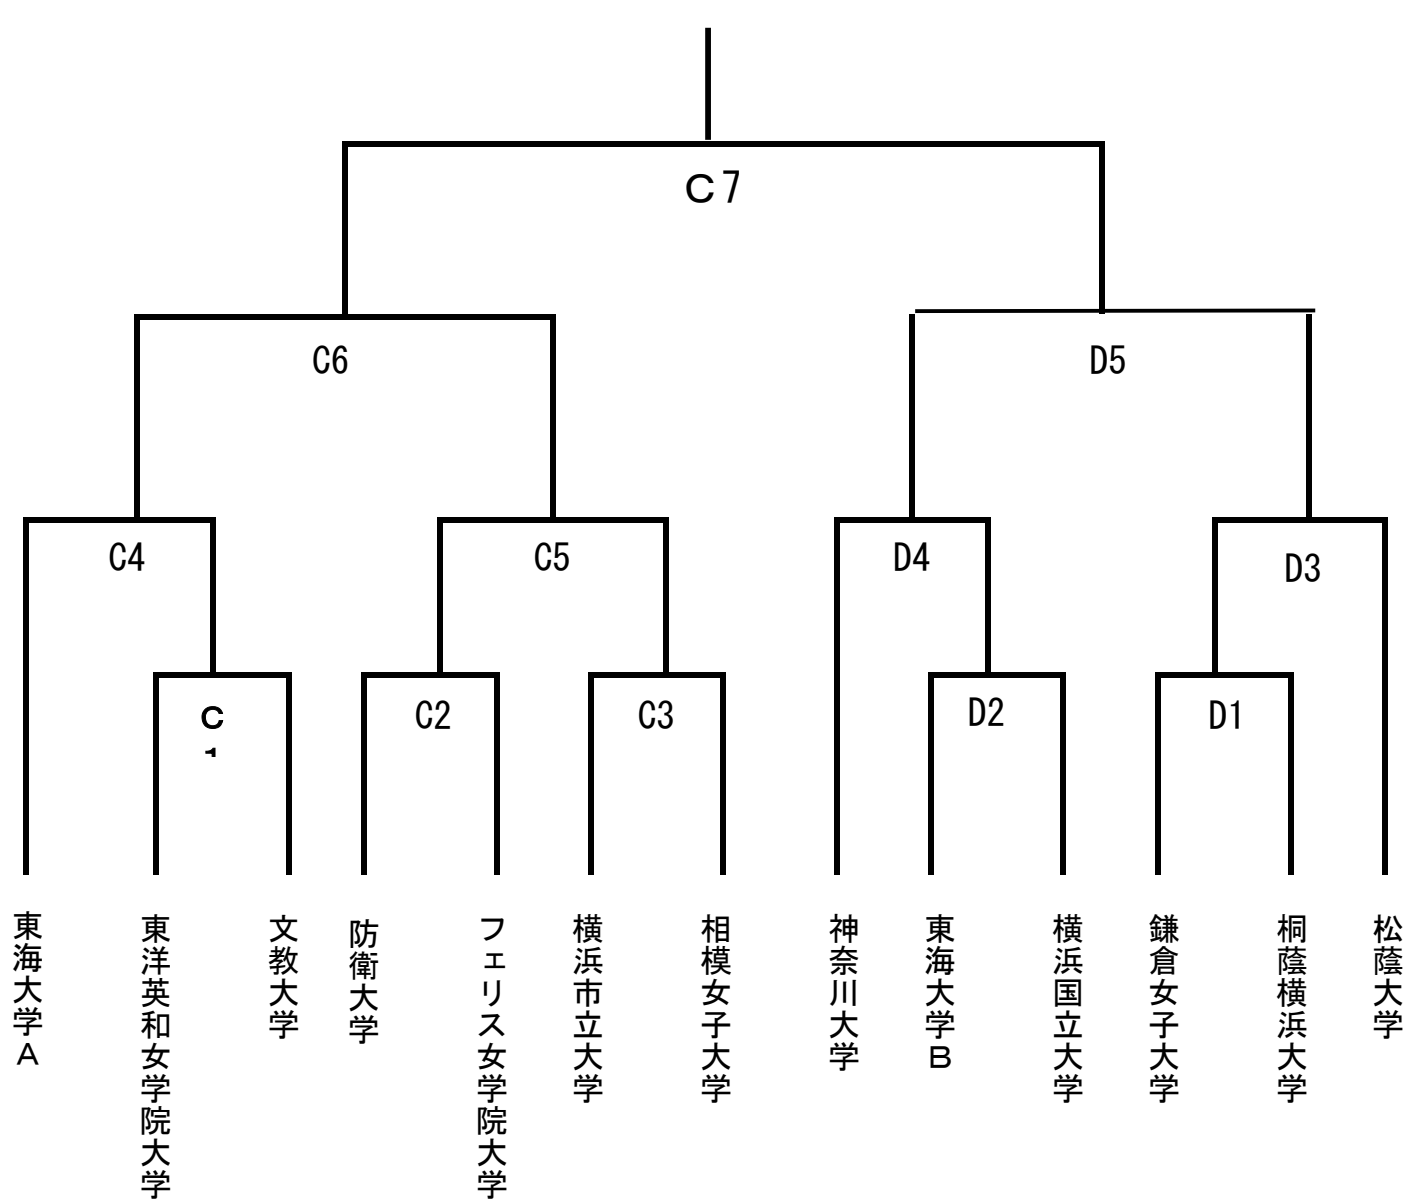 C7
C6
D5
C4
C5
D4
D3
C
1
C2
C3
D2
D1
東海大学A
東洋英和女学院大学
文教大学
防衛大学
フェリス女学院大学
横浜市立大学
相模女子大学
神奈川大学
東海大学B
横浜国立大学
鎌倉女子大学
桐蔭横浜大学
松蔭大学